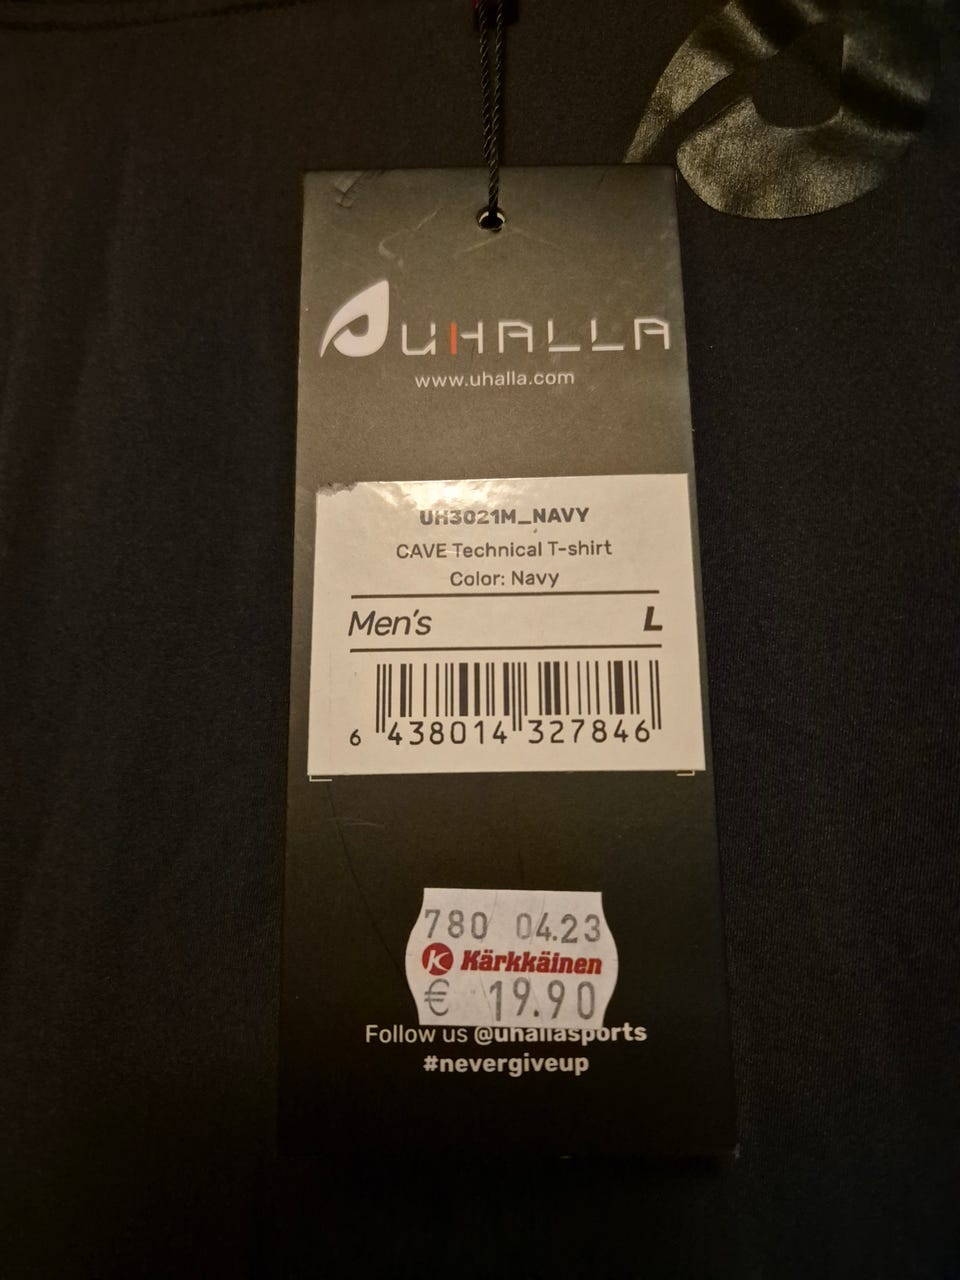 UHALLA
www.uhalla.com
UH3021M_NAVY
CAVE Technical T-shirt
Color: Navy
Men's L
6 438014 327846
780 04.23
K Kärkkäinen
€ 19.90
Follow us @uhallasports
#nevergiveup